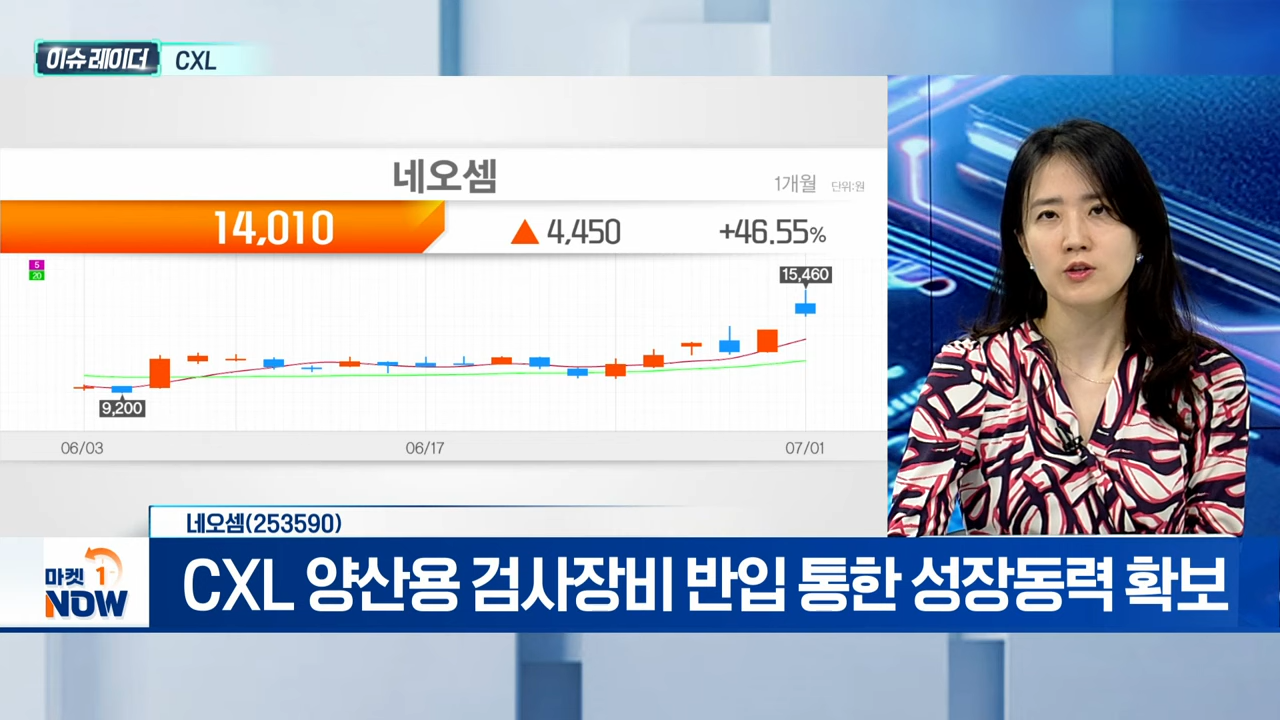 이슈레이더 CXL
네오셈
1개월 단위:원
14,010 ▲ 4,450 +46.55%
5
20
15,460
9,200
06/03 06/17 07/01
네오셈(253590)
마켓 1
NOW
CXL 양산용 검사장비 반입 통한 성장동력 확보